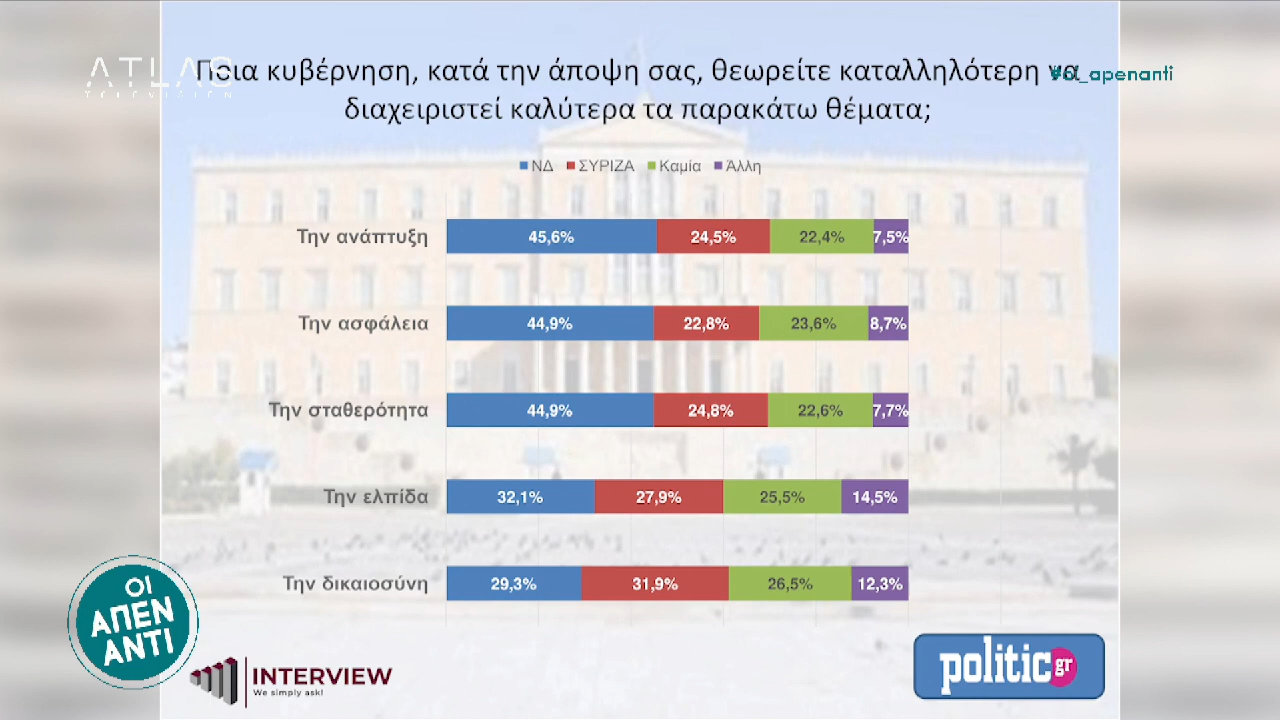 ATLAS
TELEVISION
Ποια κυβέρνηση, κατά την άποψη σας, θεωρείτε καταλληλότερη να
#oi_apenanti
διαχειριστεί καλύτερα τα παρακάτω θέματα;
ΝΔ ΣΥΡΙΖΑ Καμία Άλλη
Την ανάπτυξη 45,6% 24,5% 22,4% 7,5%
Την ασφάλεια 44,9% 22,8% 23,6% 8,7%
Την σταθερότητα 44,9% 24,8% 22,6% 7,7%
Την ελπίδα 32,1% 27,9% 25,5% 14,5%
Την δικαιοσύνη 29,3% 31,9% 26,5% 12,3%
ΟΙ
ΑΠΕΝ
ΑΝΤΙ
INTERVIEW
We simply ask!
politic gr